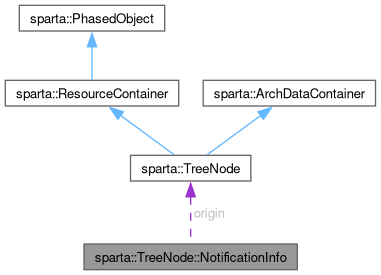 sparta::PhasedObject
sparta::ResourceContainer
sparta::ArchDataContainer
sparta::TreeNode
origin
sparta::TreeNode::NotificationInfo